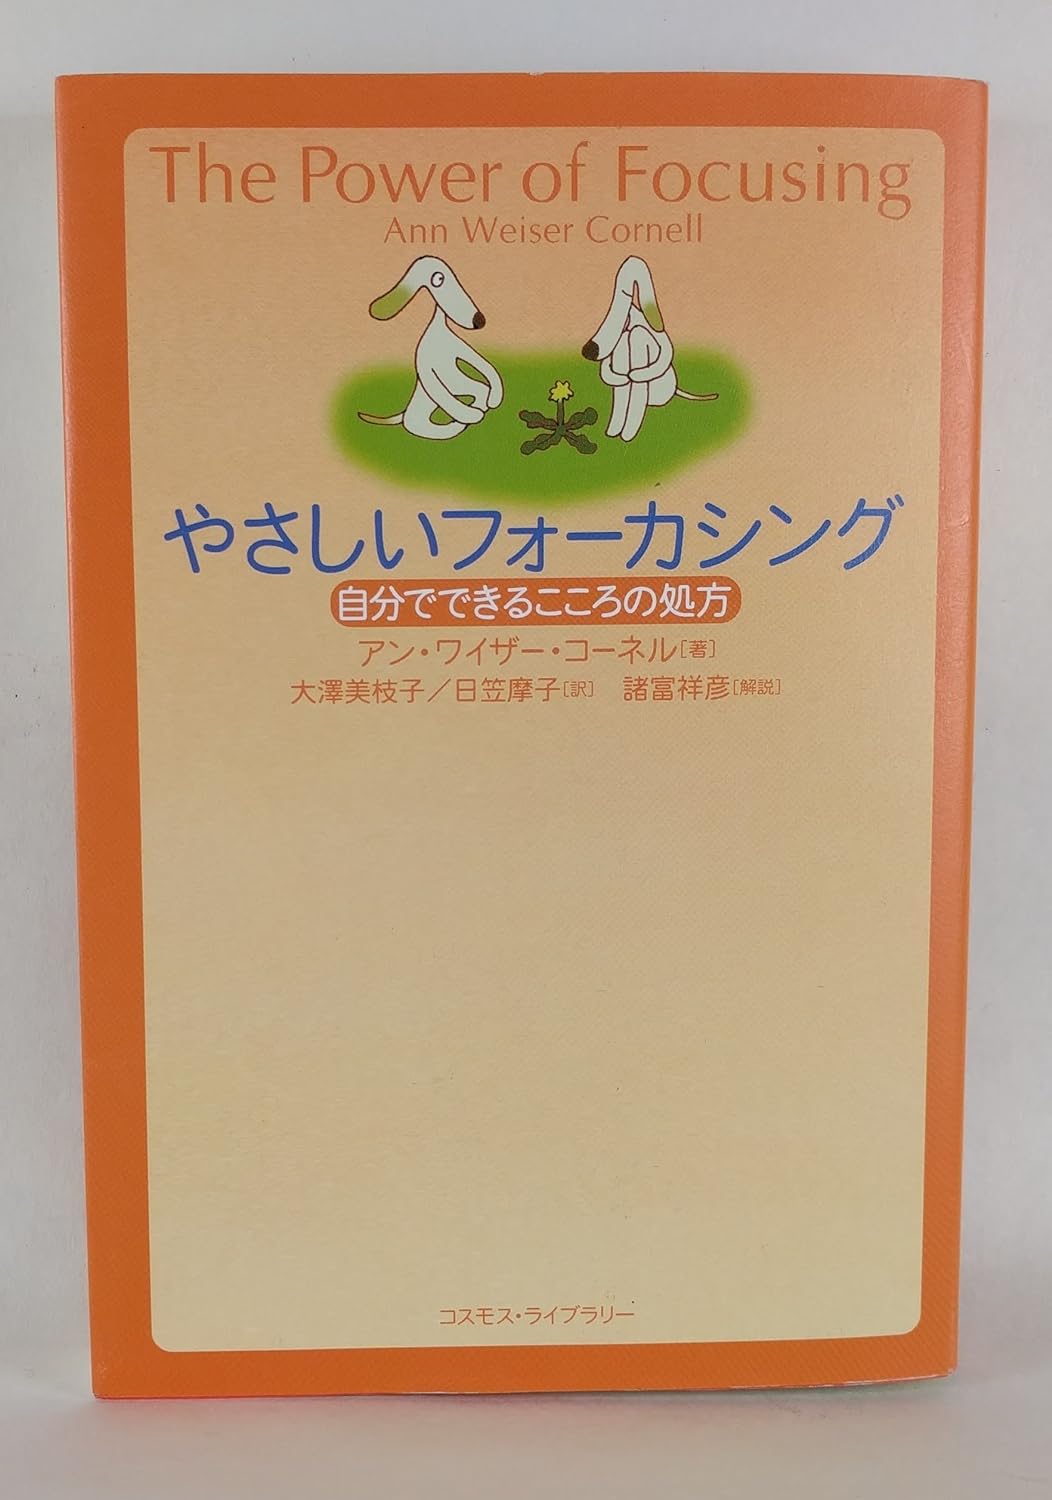 The Power of Focusing
Ann Weiser Cornell
やさしいフォーカシング
自分でできるこころの処方
アン・ワイザー・コーネル[著]
大澤美枝子／日笠摩子[訳] 諸富祥彦[解説]
コスモス・ライブラリー